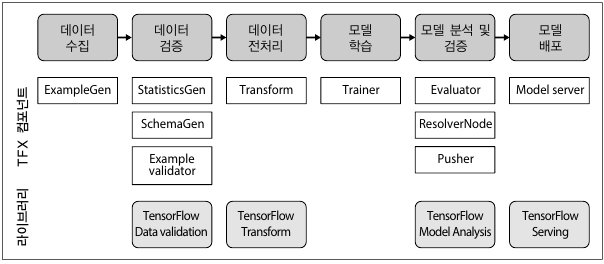 데이터
수집
데이터
검증
데이터
전처리
모델
학습
모델 분석 및
검증
모델
배포
TFX 컴포넌트
ExampleGen
StatisticsGen
Transform
Trainer
Evaluator
Model server
SchemaGen
ResolverNode
Example
validator
Pusher
라이브러리
TensorFlow
Data validation
TensorFlow
Transform
TensorFlow
Model Analysis
TensorFlow
Serving